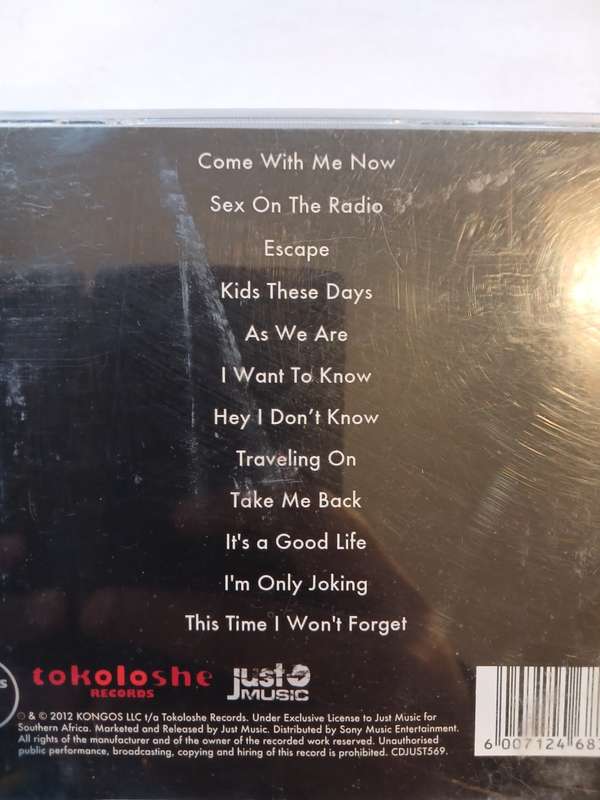 Come With Me Now
Sex On The Radio
Escape
Kids These Days
As We Are
I Want To Know
Hey I Don’t Know
Traveling On
Take Me Back
It's a Good Life
I'm Only Joking
This Time I Won't Forget
tokoloshe
RECORDS
just
MUSIC
℗ & © 2012 KONGOS LLC t/a Tokoloshe Records. Under Exclusive License to Just Music for
Southern Africa. Marketed and Released by Just Music. Distributed by Sony Music Entertainment.
All rights of the manufacturer and of the owner of the recorded work reserved. Unauthorised
public performance, broadcasting, copying and hiring of this record is prohibited. CDJUST569.
6 007124 68